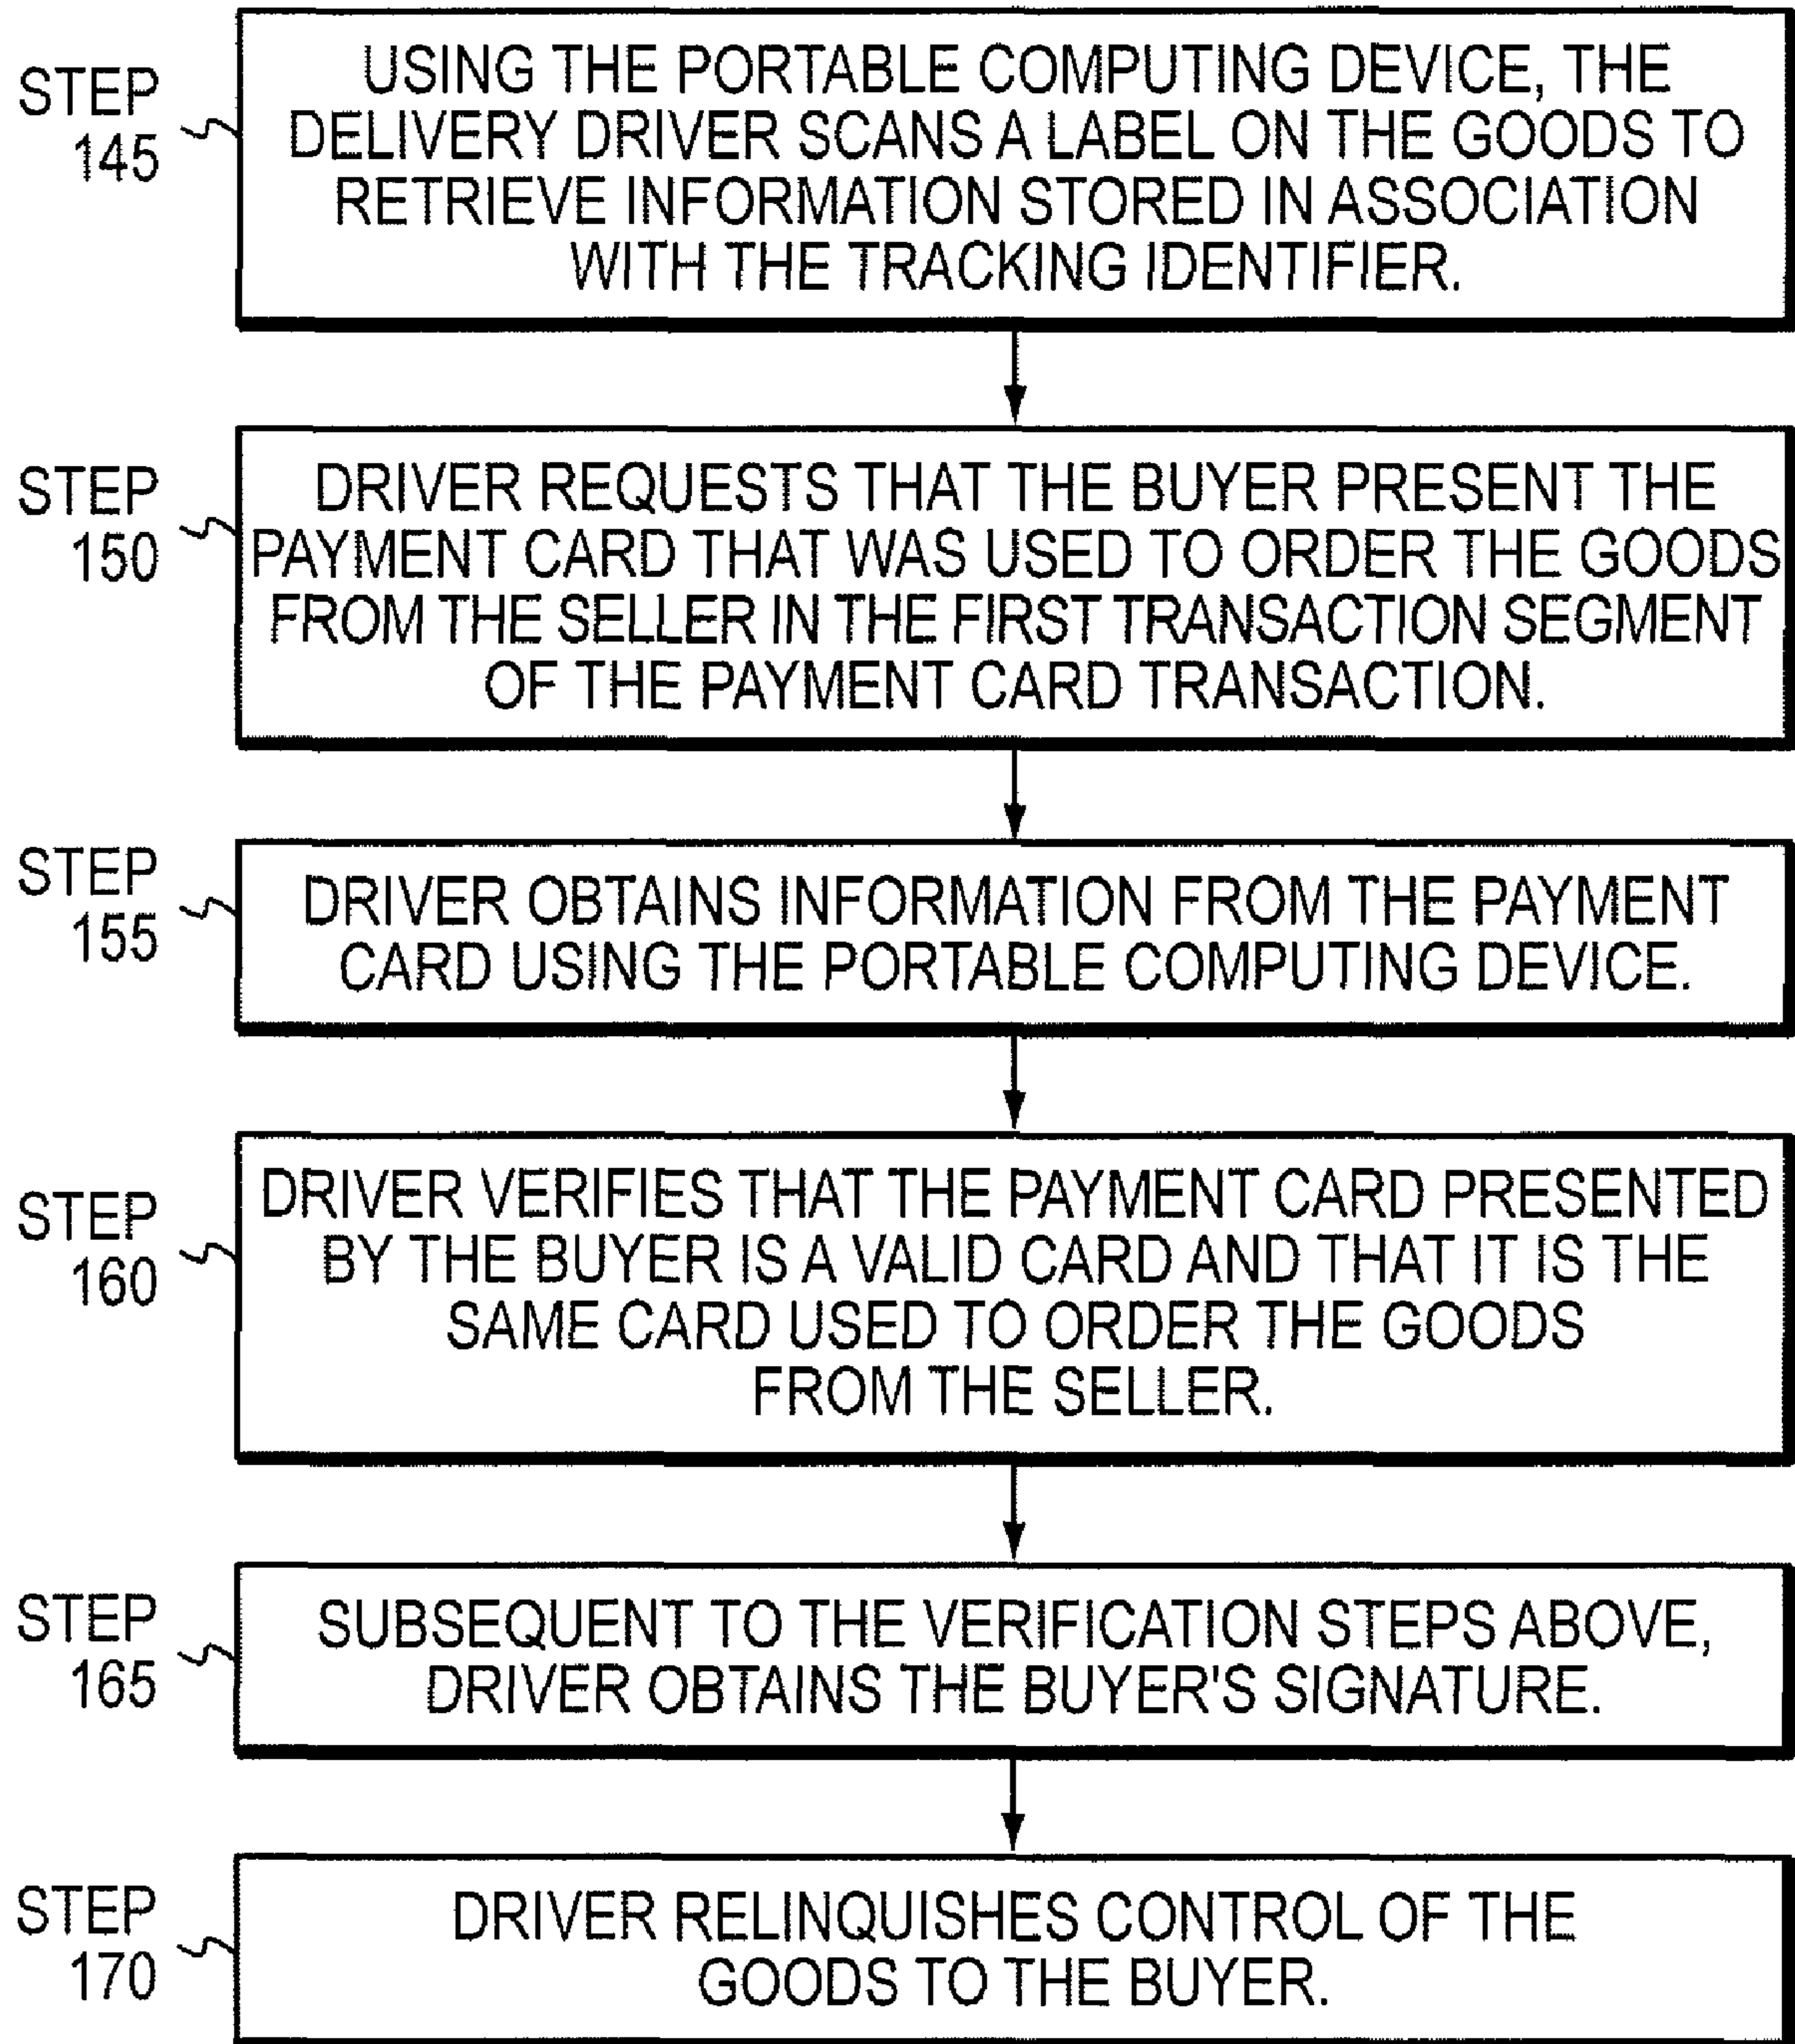 STEP
145
USING THE PORTABLE COMPUTING DEVICE, THE
DELIVERY DRIVER SCANS A LABEL ON THE GOODS TO
RETRIEVE INFORMATION STORED IN ASSOCIATION
WITH THE TRACKING IDENTIFIER.
STEP
150
DRIVER REQUESTS THAT THE BUYER PRESENT THE
PAYMENT CARD THAT WAS USED TO ORDER THE GOODS
FROM THE SELLER IN THE FIRST TRANSACTION SEGMENT
OF THE PAYMENT CARD TRANSACTION.
STEP
155
DRIVER OBTAINS INFORMATION FROM THE PAYMENT
CARD USING THE PORTABLE COMPUTING DEVICE.
STEP
160
DRIVER VERIFIES THAT THE PAYMENT CARD PRESENTED
BY THE BUYER IS A VALID CARD AND THAT IT IS THE
SAME CARD USED TO ORDER THE GOODS
FROM THE SELLER.
STEP
165
SUBSEQUENT TO THE VERIFICATION STEPS ABOVE,
DRIVER OBTAINS THE BUYER'S SIGNATURE.
STEP
170
DRIVER RELINQUISHES CONTROL OF THE
GOODS TO THE BUYER.